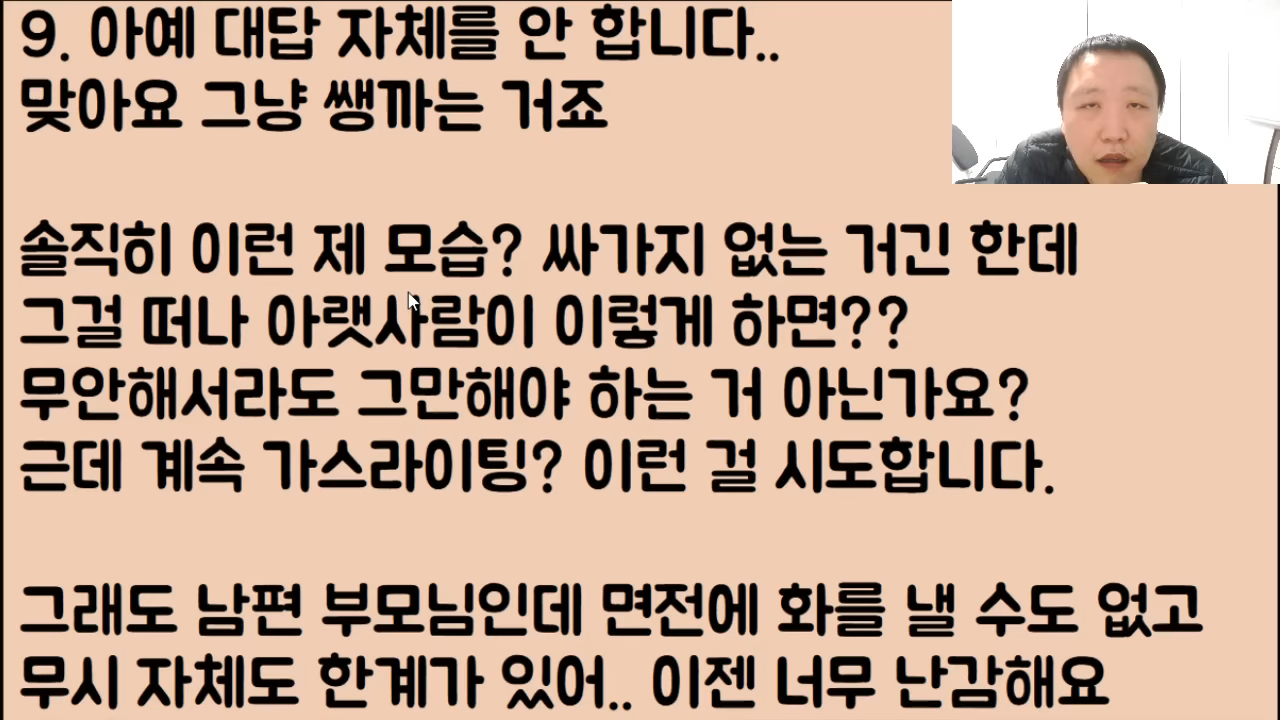 9. 아예 대답 자체를 안 합니다..
맞아요 그냥 쌩까는 거죠
솔직히 이런 제 모습? 싸가지 없는 거긴 한데
그걸 떠나 아랫사람이 이렇게 하면??
무안해서라도 그만해야 하는 거 아닌가요?
근데 계속 가스라이팅? 이런 걸 시도합니다.
그래도 남편 부모님인데 면전에 화를 낼 수도 없고
무시 자체도 한계가 있어.. 이젠 너무 난감해요